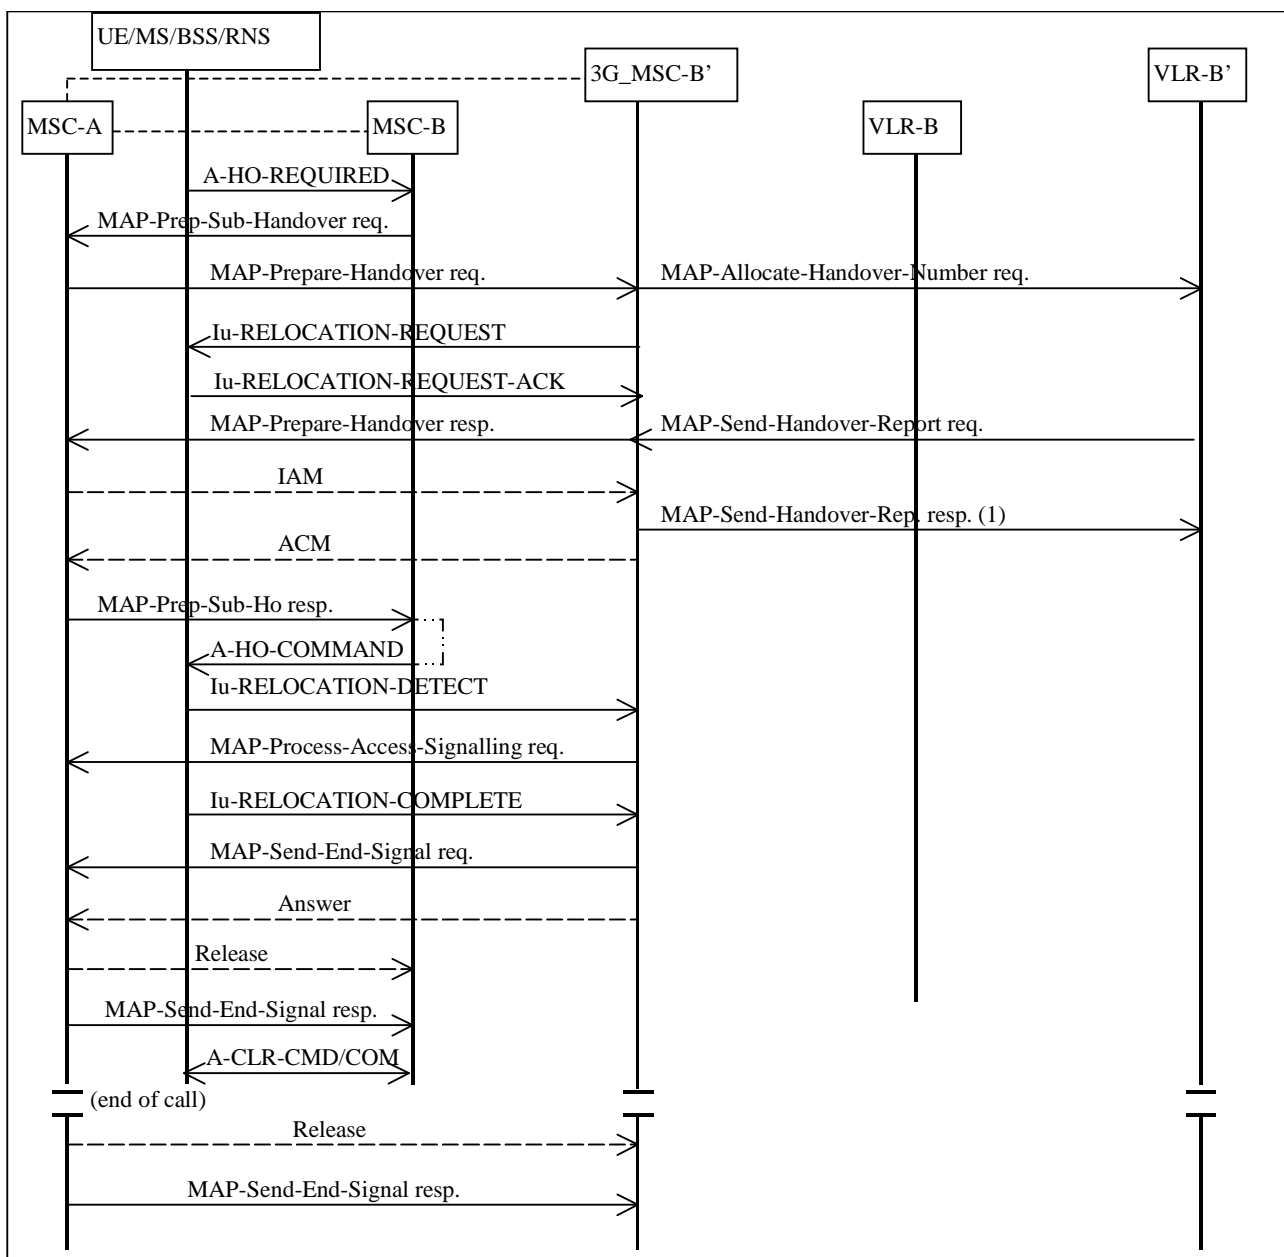 UE/MS/BSS/RNS
3G_MSC-B’
VLR-B’
MSC-A
MSC-B
VLR-B
A-HO-REQUIRED
MAP-Prep-Sub-Handover req.
MAP-Prepare-Handover req.
MAP-Allocate-Handover-Number req.
Iu-RELOCATION-REQUEST
Iu-RELOCATION-REQUEST-ACK
MAP-Prepare-Handover resp.
MAP-Send-Handover-Report req.
IAM
MAP-Send-Handover-Rep. resp. (1)
ACM
MAP-Prep-Sub-Ho resp.
A-HO-COMMAND
Iu-RELOCATION-DETECT
MAP-Process-Access-Signalling req.
Iu-RELOCATION-COMPLETE
MAP-Send-End-Signal req.
Answer
Release
MAP-Send-End-Signal resp.
A-CLR-CMD/COM
(end of call)
Release
MAP-Send-End-Signal resp.